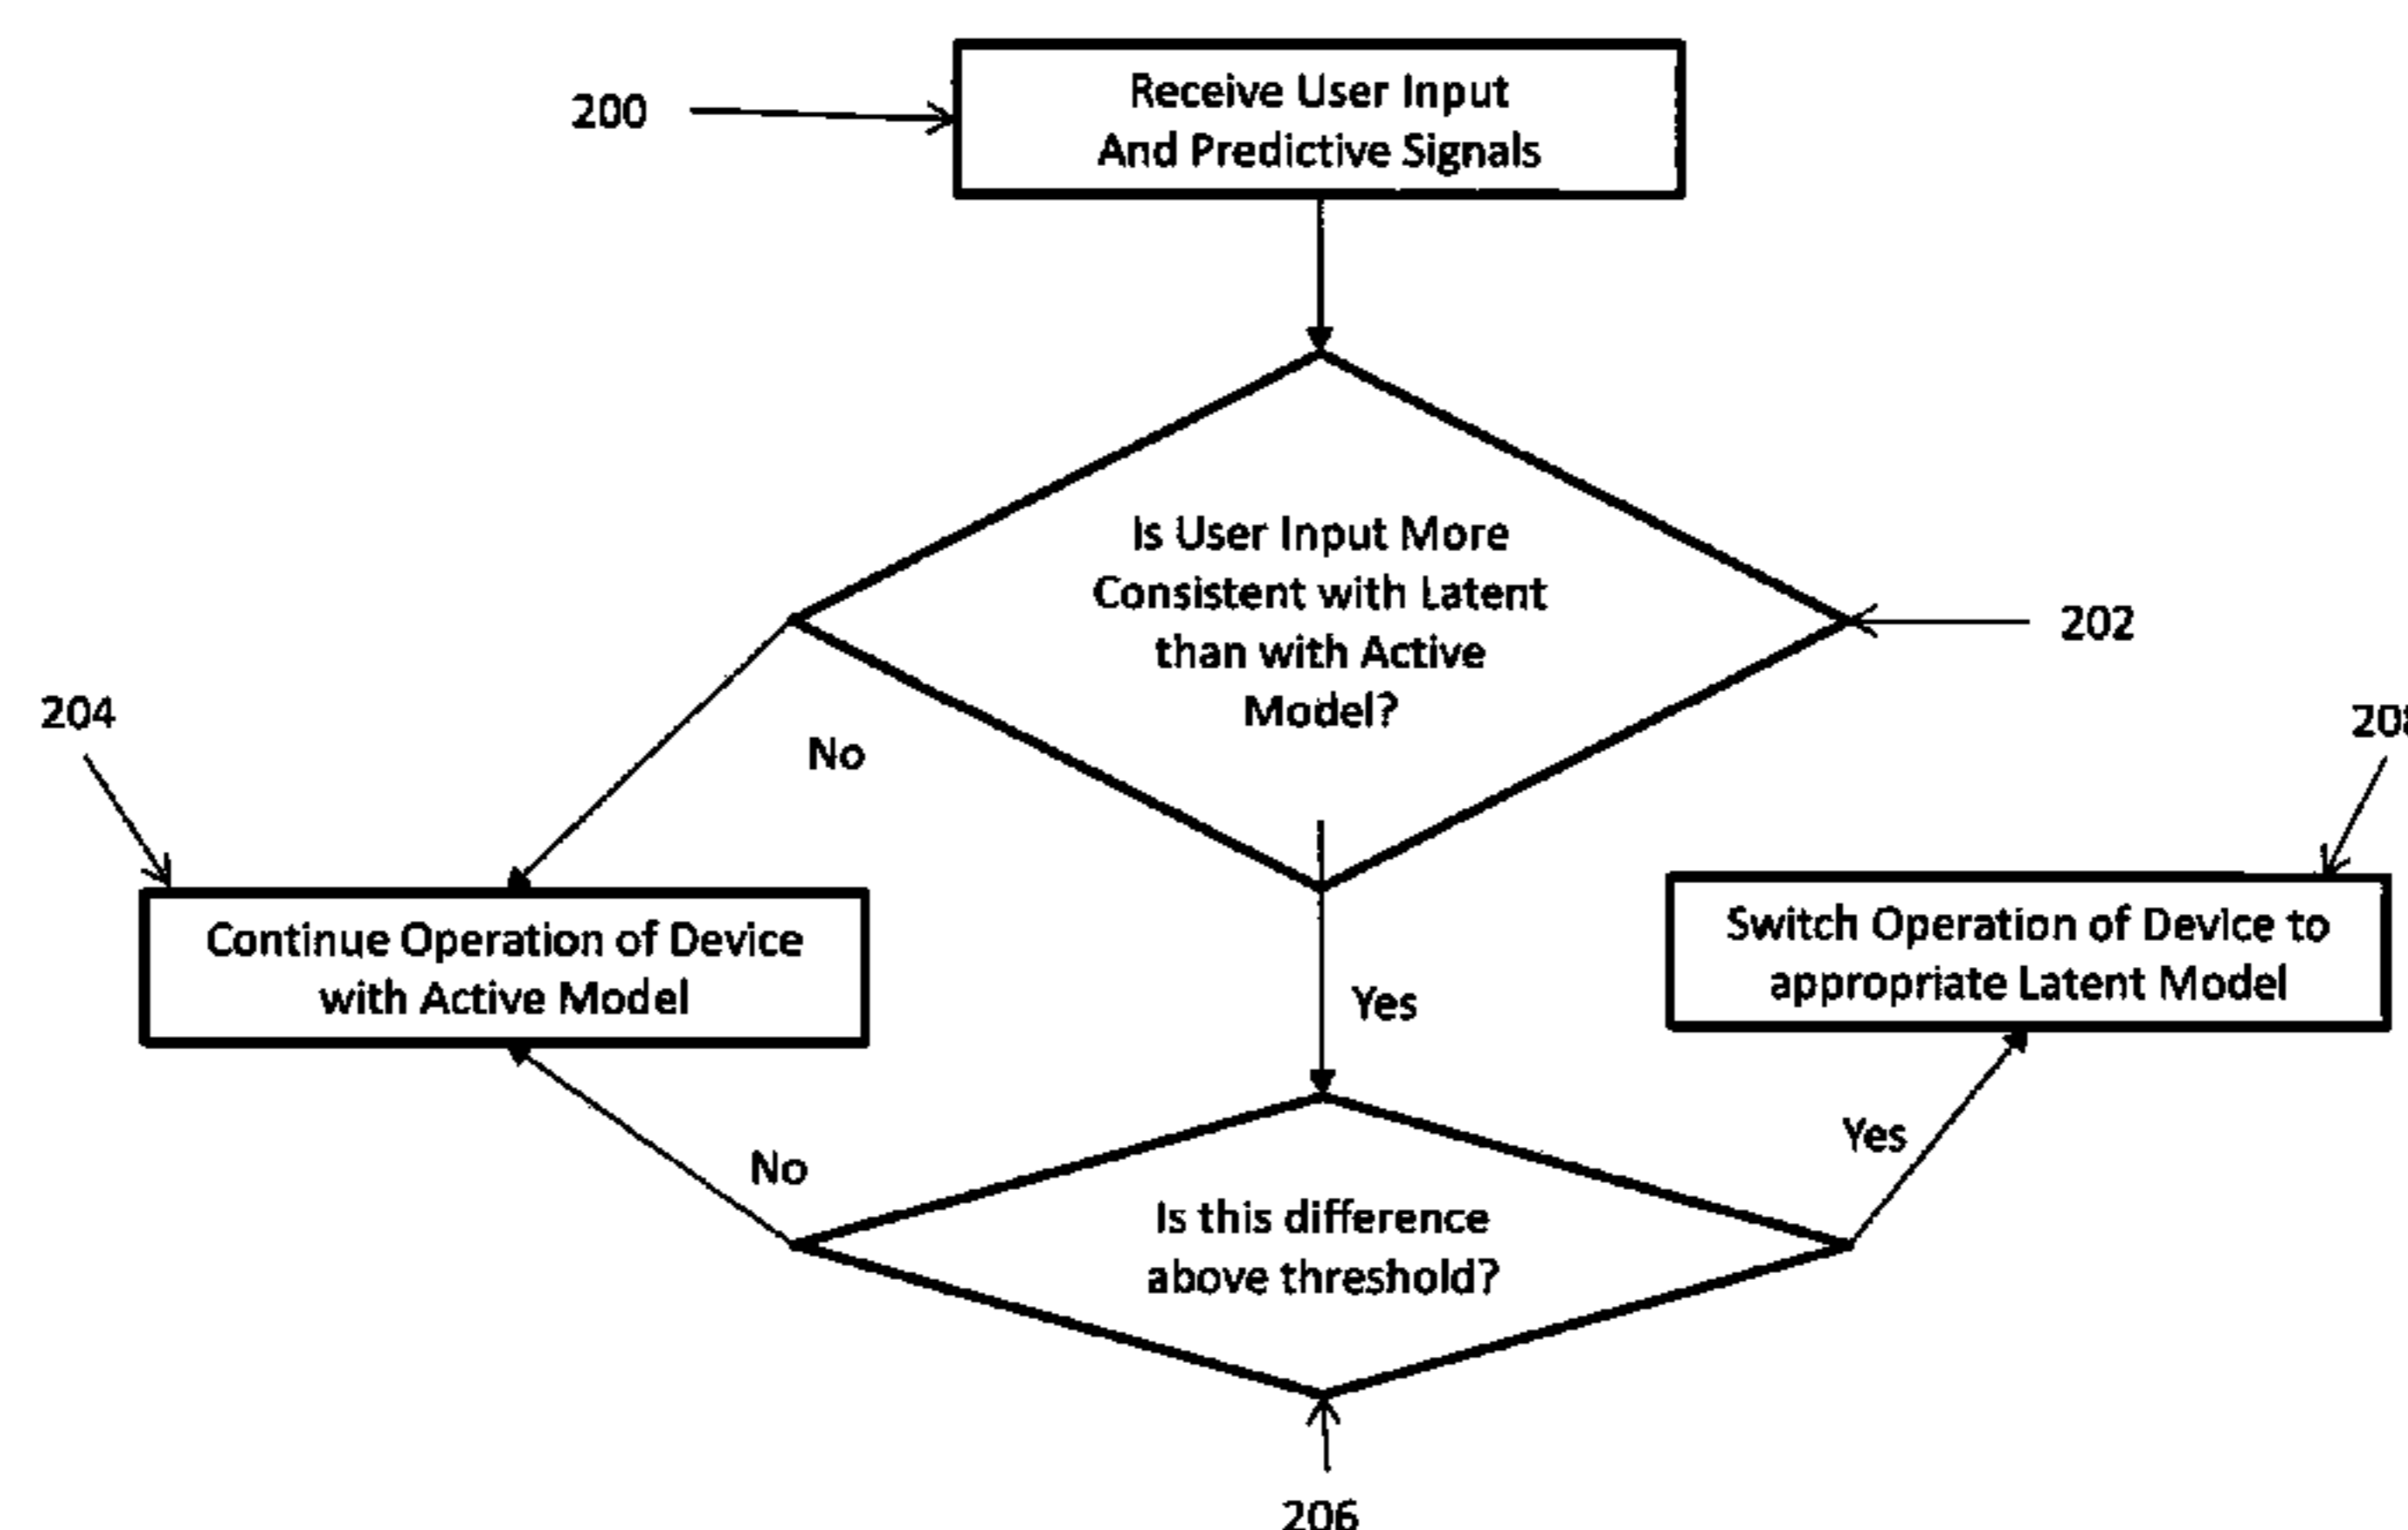 200
Receive User Input
And Predictive Signals
Is User Input More
Consistent with Latent
than with Active
Model?
202
204
No
Continue Operation of Device
with Active Model
Switch Operation of Device to
appropriate Latent Model
Yes
No
Yes
Is this difference
above threshold?
206